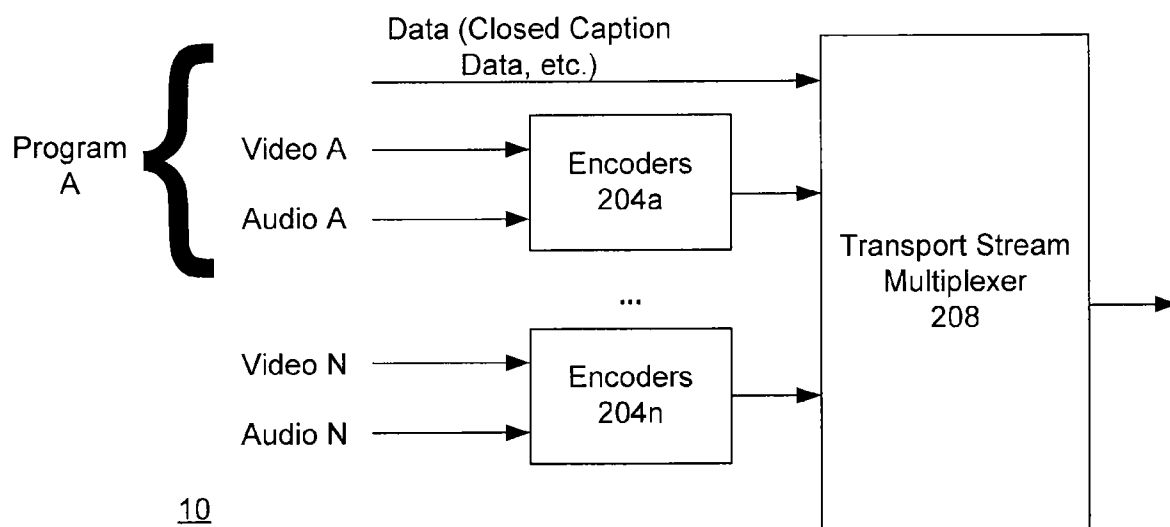 Data (Closed Caption
Data, etc.)
Program
A
Video A
Audio A
Encoders
204a
...
Video N
Audio N
Encoders
204n
Transport Stream
Multiplexer
208
10